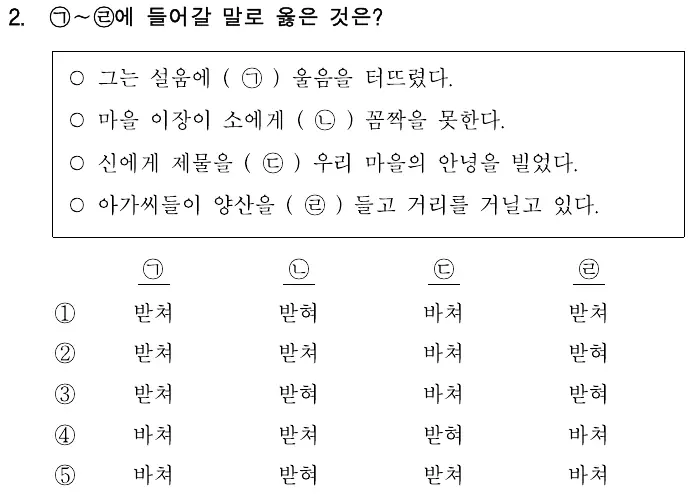 2. ㉠~㉣에 들어갈 말로 옳은 것은?
○ 그는 설움에 ( ㉠ ) 울음을 터뜨렸다.
○ 마을 이장이 소에게 ( ㉡ ) 꼼짝을 못한다.
○ 신에게 제물을 ( ㉢ ) 우리 마을의 안녕을 빌었다.
○ 아가씨들이 양산을 ( ㉣ ) 들고 거리를 거닐고 있다.
㉠ ㉡ ㉢ ㉣
① 받쳐 받혀 바쳐 받쳐
② 받쳐 받쳐 바쳐 받혀
③ 받쳐 받혀 바쳐 받혀
④ 바쳐 받쳐 받혀 바쳐
⑤ 바쳐 받혀 받쳐 바쳐